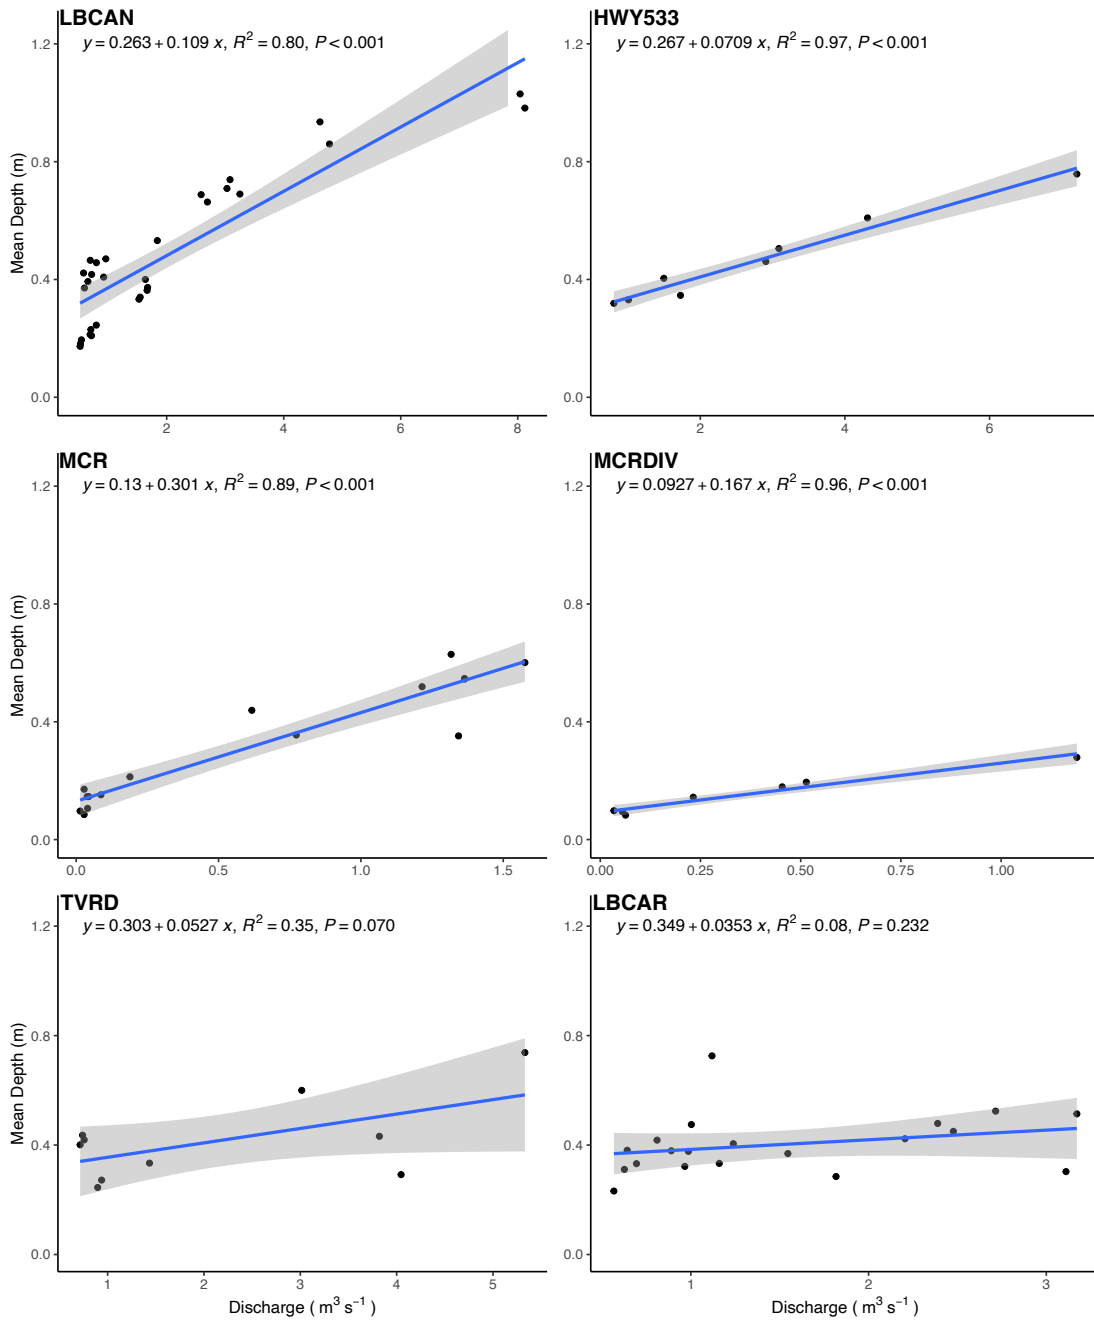 LBCAN
y = 0.263 + 0.109 x, R² = 0.80, P < 0.001
1.2
0.8
0.4
0.0
Mean Depth (m)
2 4 6 8
HWY533
y = 0.267 + 0.0709 x, R² = 0.97, P < 0.001
1.2
0.8
0.4
0.0
2 4 6
MCR
y = 0.13 + 0.301 x, R² = 0.89, P < 0.001
1.2
0.8
0.4
0.0
Mean Depth (m)
0.0 0.5 1.0 1.5
MCRDIV
y = 0.0927 + 0.167 x, R² = 0.96, P < 0.001
1.2
0.8
0.4
0.0
0.00 0.25 0.50 0.75 1.00
TVRD
y = 0.303 + 0.0527 x, R² = 0.35, P = 0.070
1.2
0.8
0.4
0.0
Mean Depth (m)
1 2 3 4 5
Discharge ( m³ s⁻¹ )
LBCAR
y = 0.349 + 0.0353 x, R² = 0.08, P = 0.232
1.2
0.8
0.4
0.0
1 2 3
Discharge ( m³ s⁻¹ )